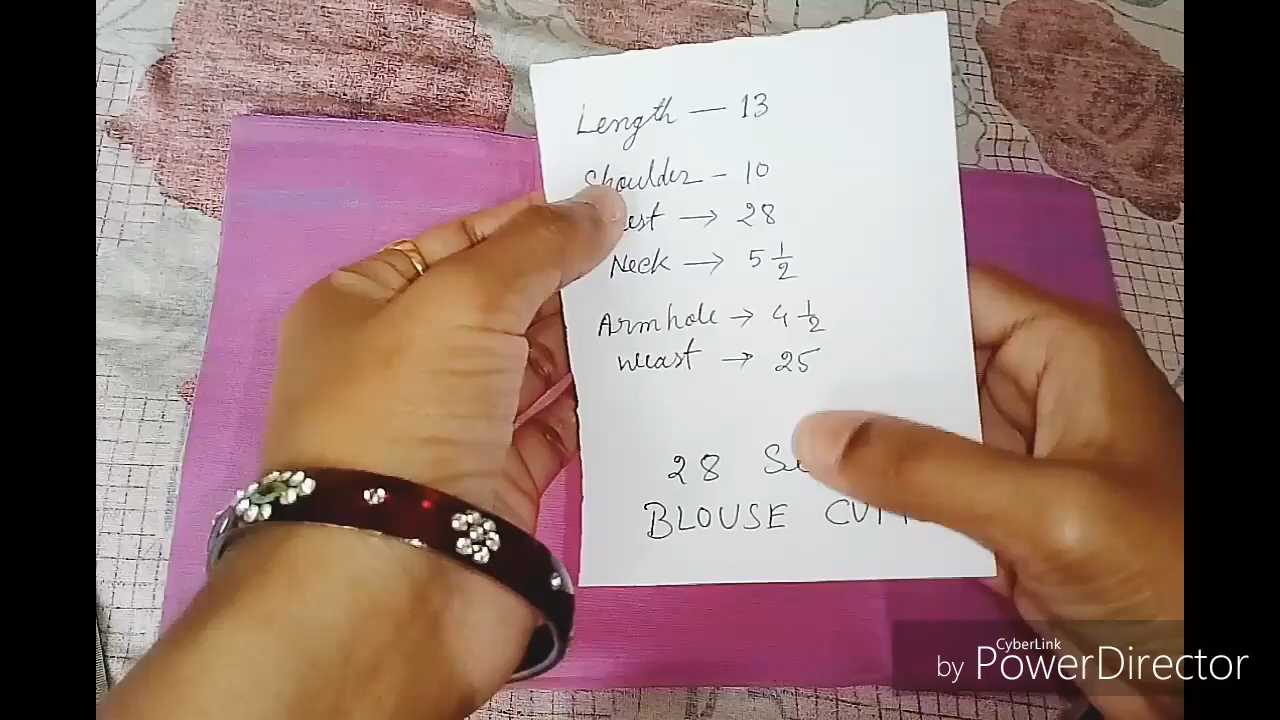 Length — 13
Shoulder - 10
est → 28
Neck → 5 1/2
Armhole → 4 1/2
Weast → 25
28
BLOUSE
CyberLink
by PowerDirector